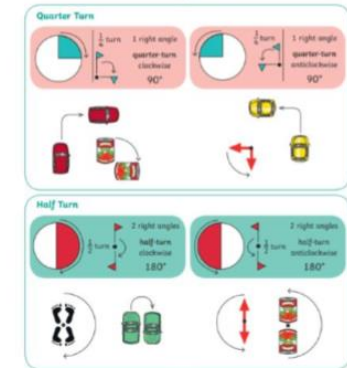 Quarter Turn
¼ turn
1 right angle
quarter-turn
clockwise
90°
¼ turn
1 right angle
quarter-turn
anticlockwise
90°
Half Turn
½ turn
2 right angles
half-turn
clockwise
180°
½ turn
2 right angles
half-turn
anticlockwise
180°